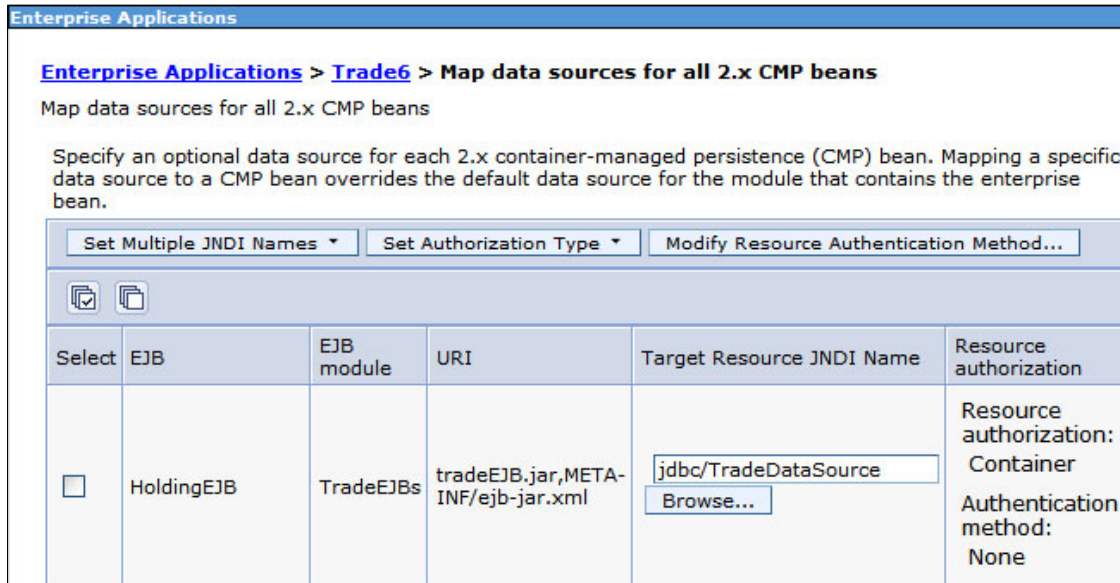 Enterprise Applications
Enterprise Applications > Trade6 > Map data sources for all 2.x CMP beans
Map data sources for all 2.x CMP beans
Specify an optional data source for each 2.x container-managed persistence (CMP) bean. Mapping a specific
data source to a CMP bean overrides the default data source for the module that contains the enterprise
bean.
Set Multiple JNDI Names Set Authorization Type Modify Resource Authentication Method...
Select EJB EJB module URI Target Resource JNDI Name Resource authorization
HoldingEJB
TradeEJBs
tradeEJB.jar,META-
INF/ejb-jar.xml
jdbc/TradeDataSource
Browse...
Resource
authorization:
Container
Authentication
method:
None